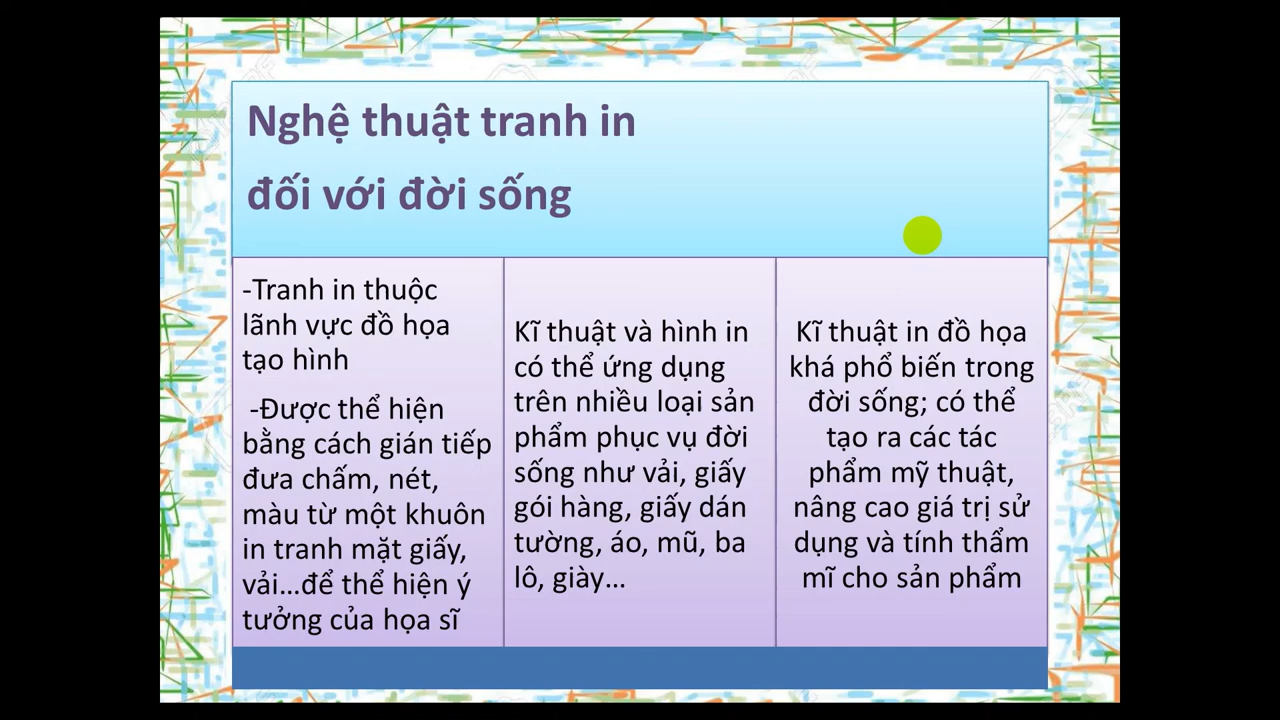 Nghệ thuật tranh in
đối với đời sống
-Tranh in thuộc
lãnh vực đồ họa
tạo hình
-Được thể hiện
bằng cách gián tiếp
đưa chấm, nét,
màu từ một khuôn
in tranh mặt giấy,
vải...để thể hiện ý
tưởng của họa sĩ
Kĩ thuật và hình in
có thể ứng dụng
trên nhiều loại sản
phẩm phục vụ đời
sống như vải, giấy
gói hàng, giấy dán
tường, áo, mũ, ba
lô, giày...
Kĩ thuật in đồ họa
khá phổ biến trong
đời sống; có thể
tạo ra các tác
phẩm mỹ thuật,
nâng cao giá trị sử
dụng và tính thẩm
mĩ cho sản phẩm